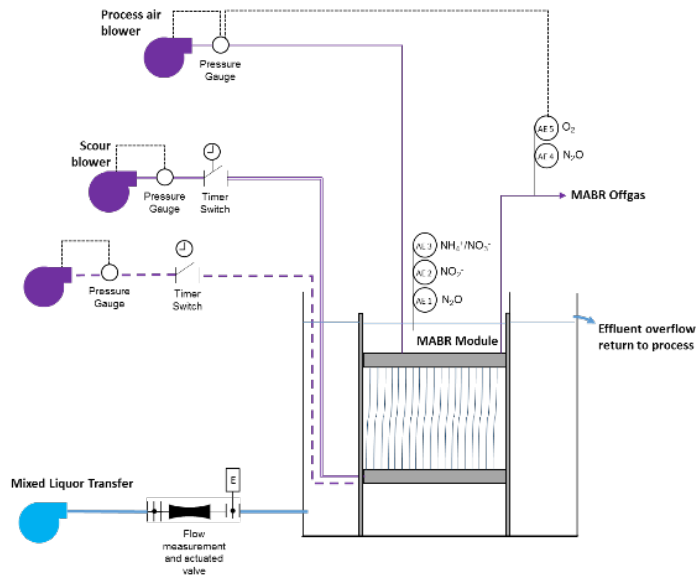 Process air
blower
Pressure
Gauge
AE 5 O₂
AE 4 N₂O
Scour
blower
Pressure
Gauge
Timer
Switch
MABR Offgas
AE 3 NH₄⁺/NO₃⁻
AE 2 NO₂⁻
AE 1 N₂O
Pressure
Gauge
Timer
Switch
MABR Module
Effluent overflow
return to process
Mixed Liquor Transfer
E
Flow
measurement
and actuated
valve